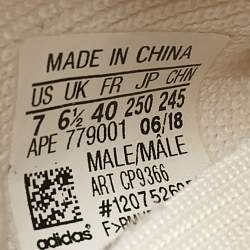 MADE IN CHINA
US UK FR JP CHN
7 6½ 40 250 245
APE 779001 06/18
MALE/MÂLE
ART CP9366
adidas